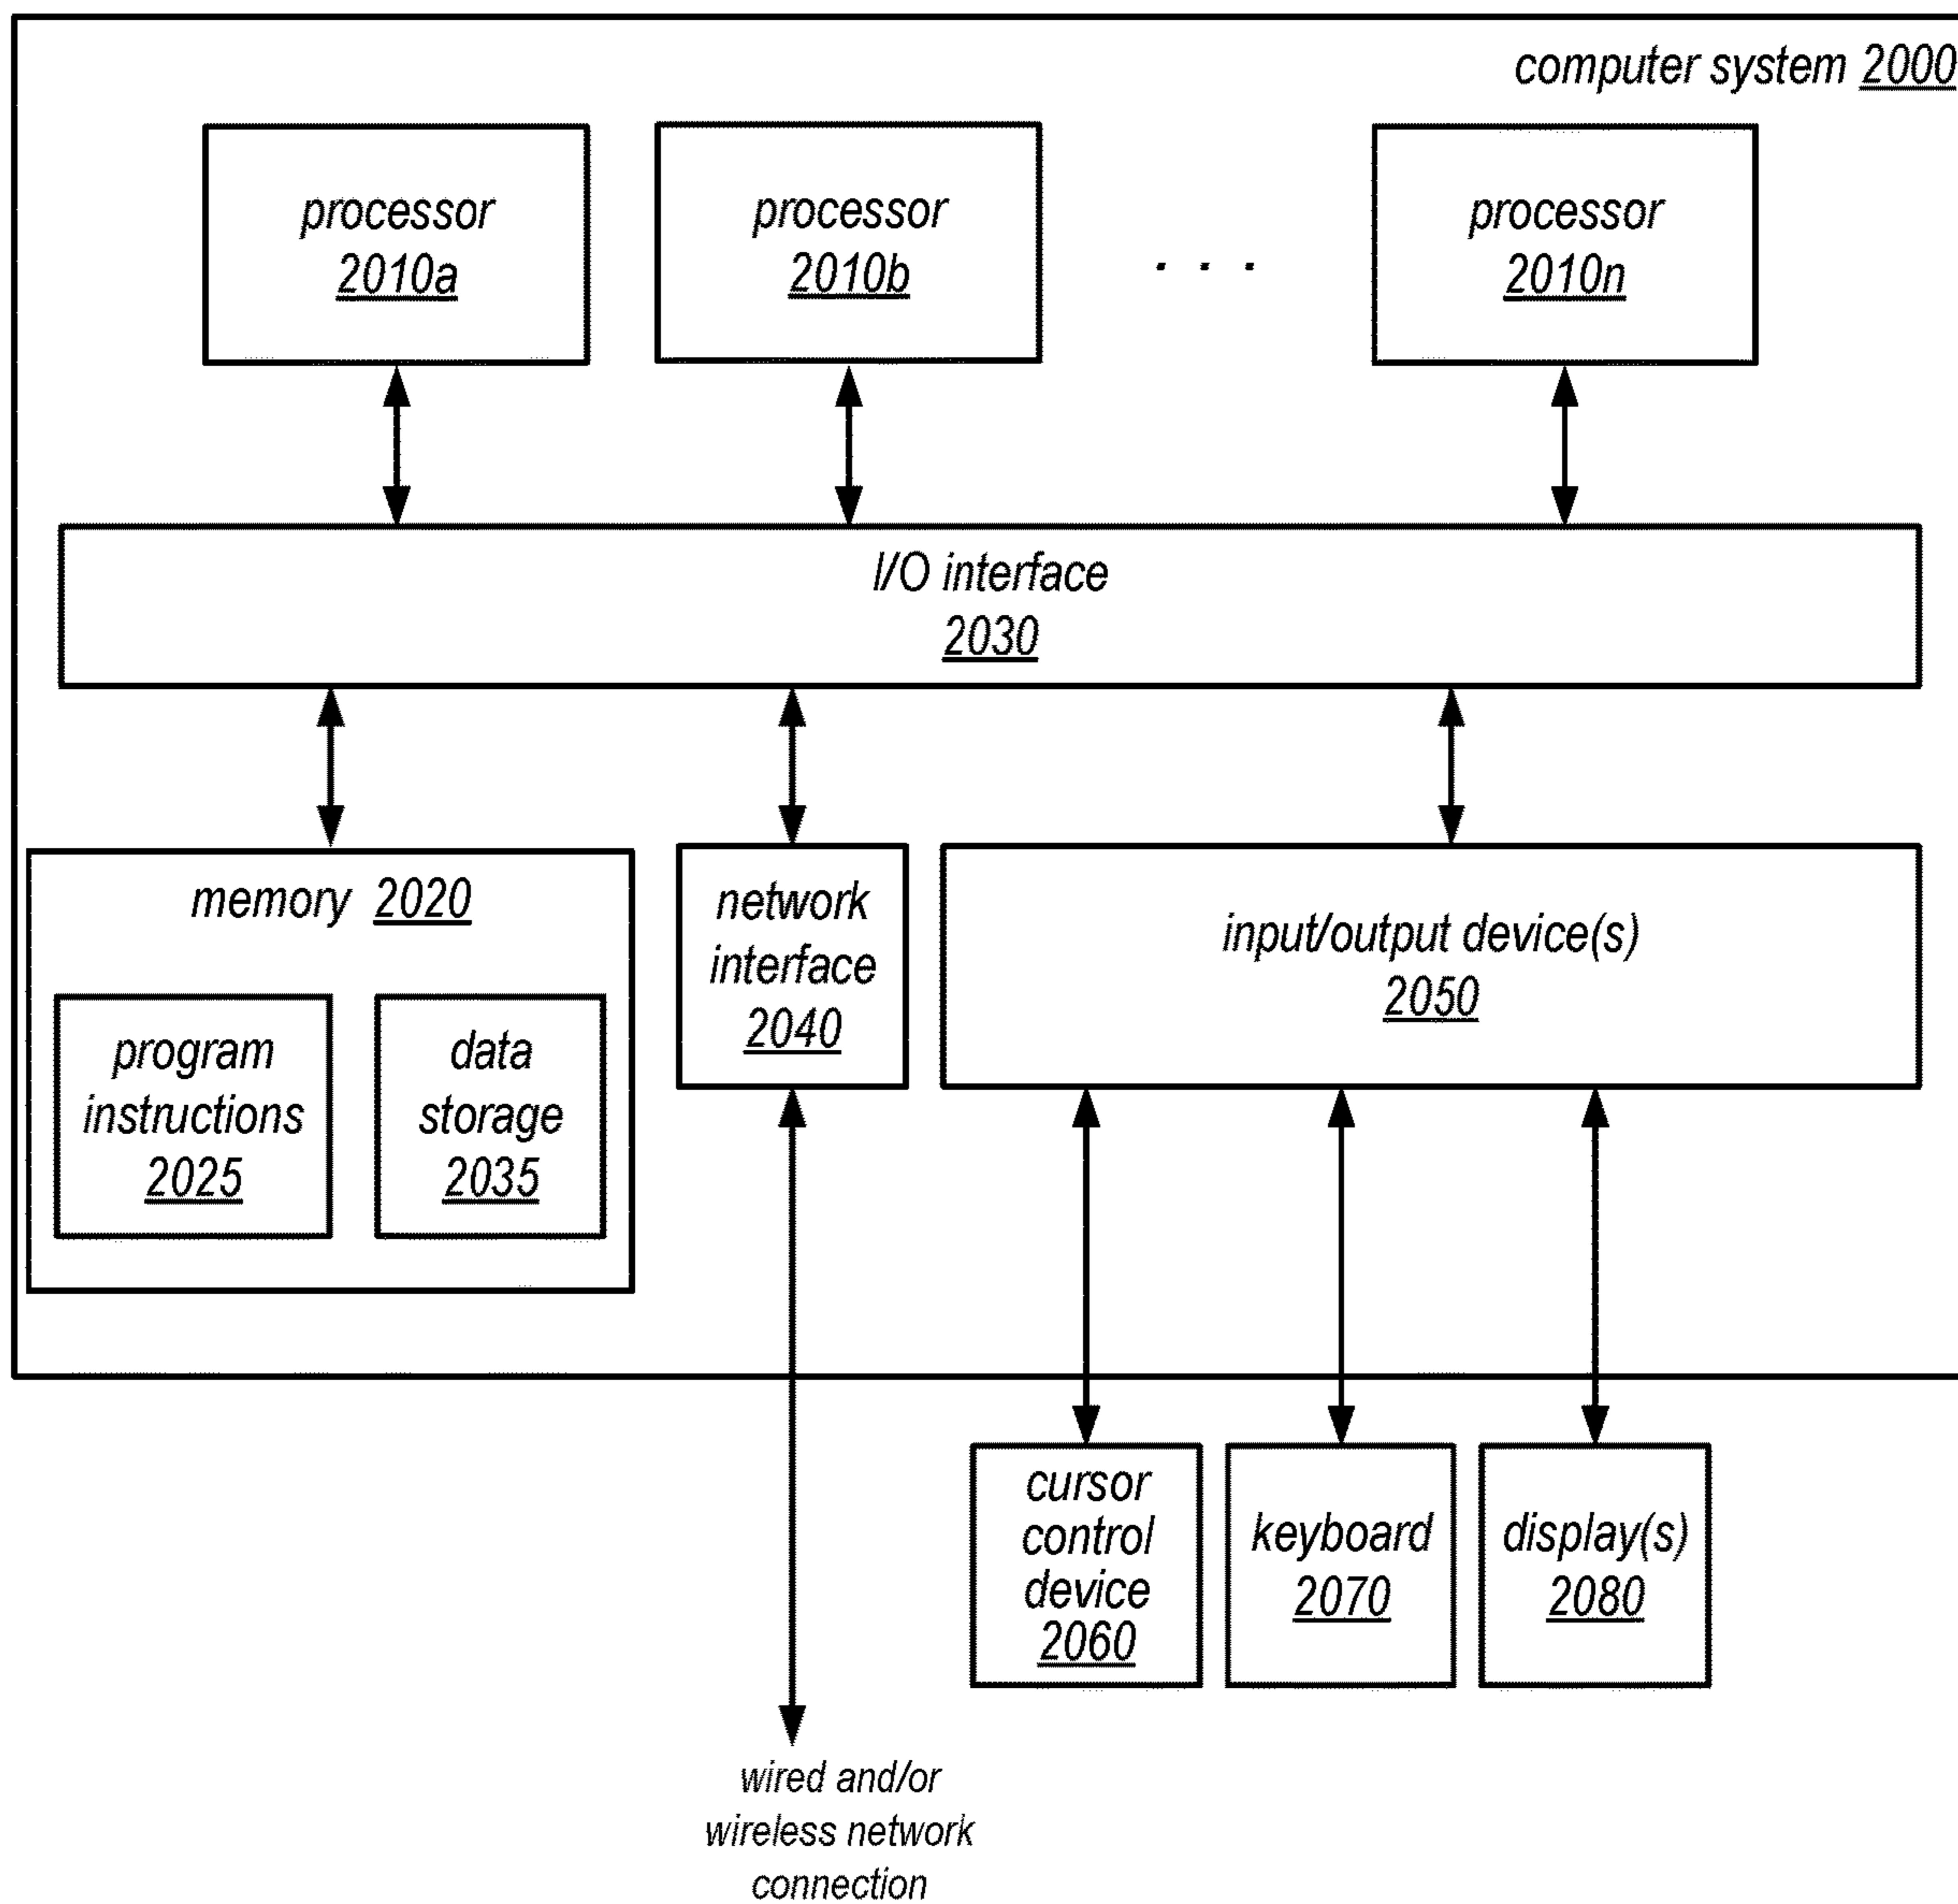 computer system 2000
processor
2010a
processor
2010b
. . .
processor
2010n
I/O interface
2030
memory 2020
program
instructions
2025
data
storage
2035
network
interface
2040
input/output device(s)
2050
cursor
control
device
2060
keyboard
2070
display(s)
2080
wired and/or
wireless network
connection